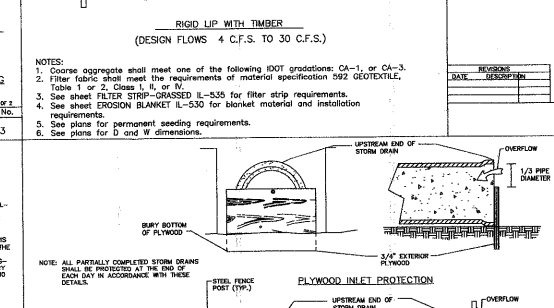 RIGID LIP WITH TIMBER
(DESIGN FLOWS 4 C.F.S. TO 30 C.F.S.)
NOTES:
1. Coarse aggregate shall meet one of the following IDOT gradations: CA-1, or CA-3.
2. Filter fabric shall meet the requirements of material specification 592 GEOTEXTILE,
Table 1 or 2, Class I, II, or IV.
3. See sheet FILTER STRIP-GRASSED IL-535 for filter strip requirements.
4. See sheet EROSION BLANKET IL-530 for blanket material and installation
requirements.
5. See plans for permanent seeding requirements.
6. See plans for D and W dimensions.
REVISIONS
DATE DESCRIPTION
or 2
No.
3
UPSTREAM END OF
STORM DRAIN
OVERFLOW
1/3 PIPE
DIAMETER
BURY BOTTOM
OF PLYWOOD
3/4" EXTERIOR
PLYWOOD
NOTE: ALL PARTIALLY COMPLETED STORM DRAINS
SHALL BE PROTECTED AT THE END OF
EACH DAY IN ACCORDANCE WITH THESE
DETAILS.
PLYWOOD INLET PROTECTION
STEEL FENCE
POST (TYP.)
UPSTREAM END OF
STORM DRAIN
OVERFLOW